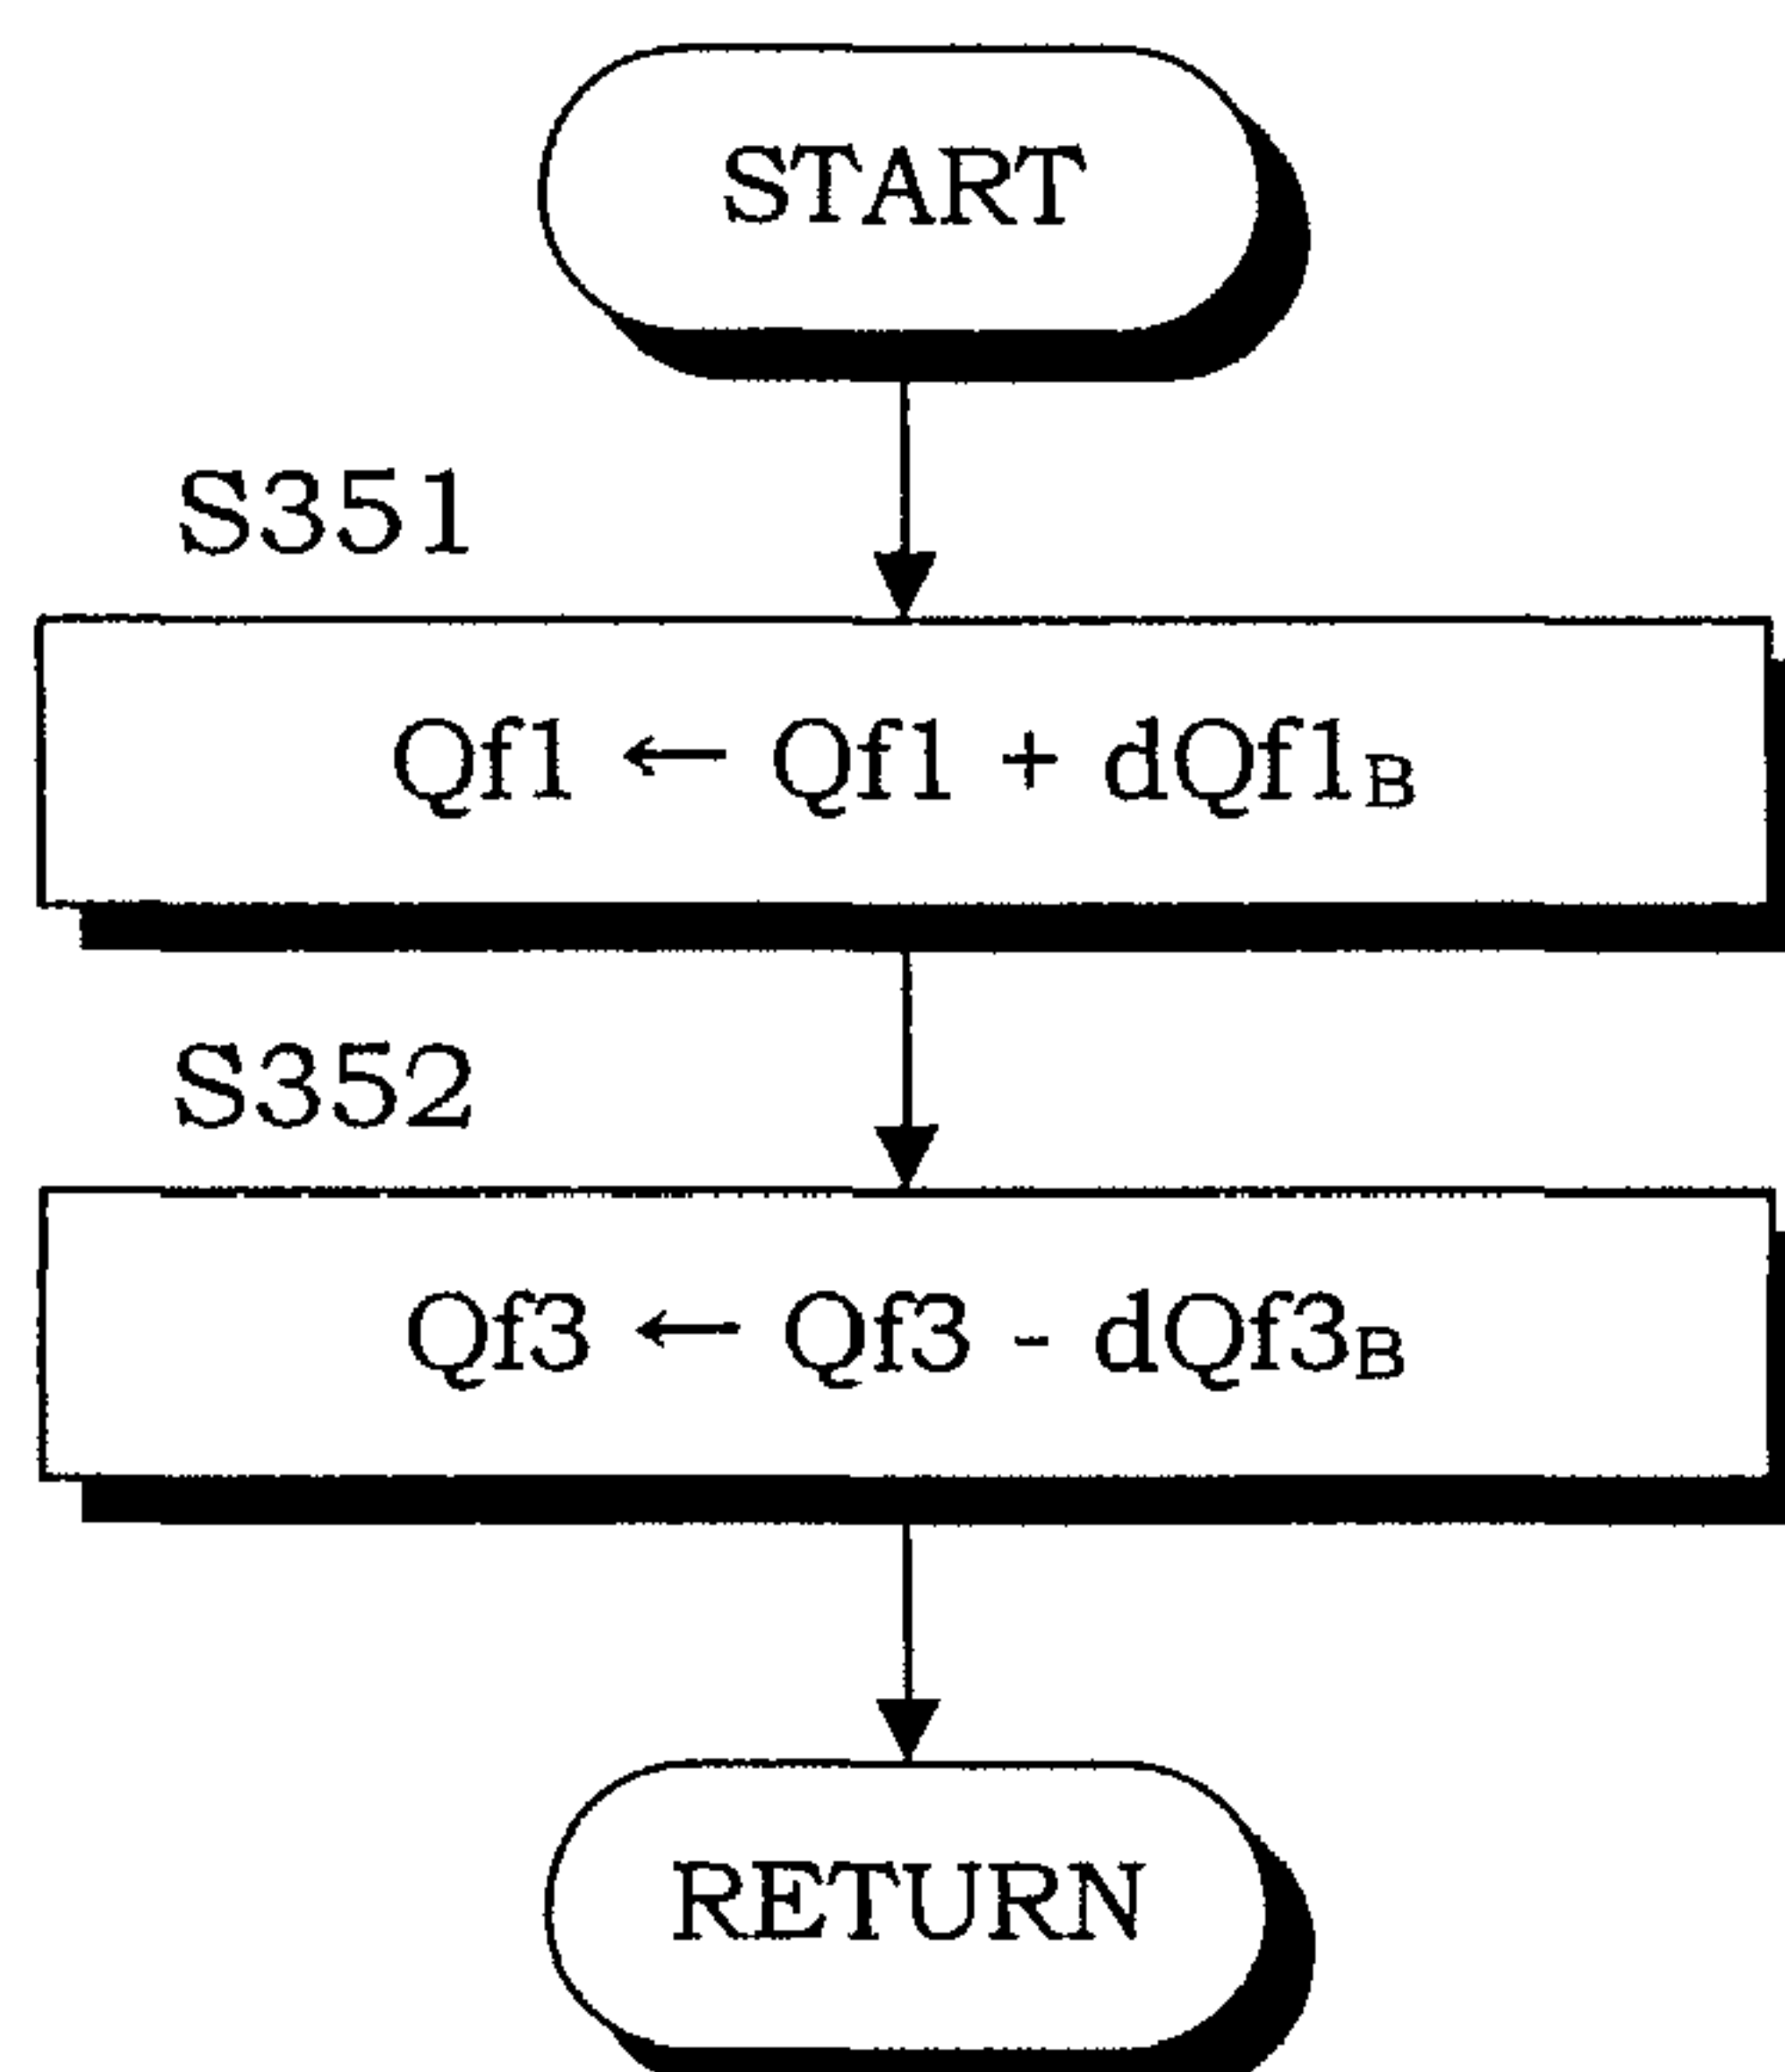 START
S351
Qf1 ← Qf1 + dQf1B
S352
Qf3 ← Qf3 - dQf3B
RETURN